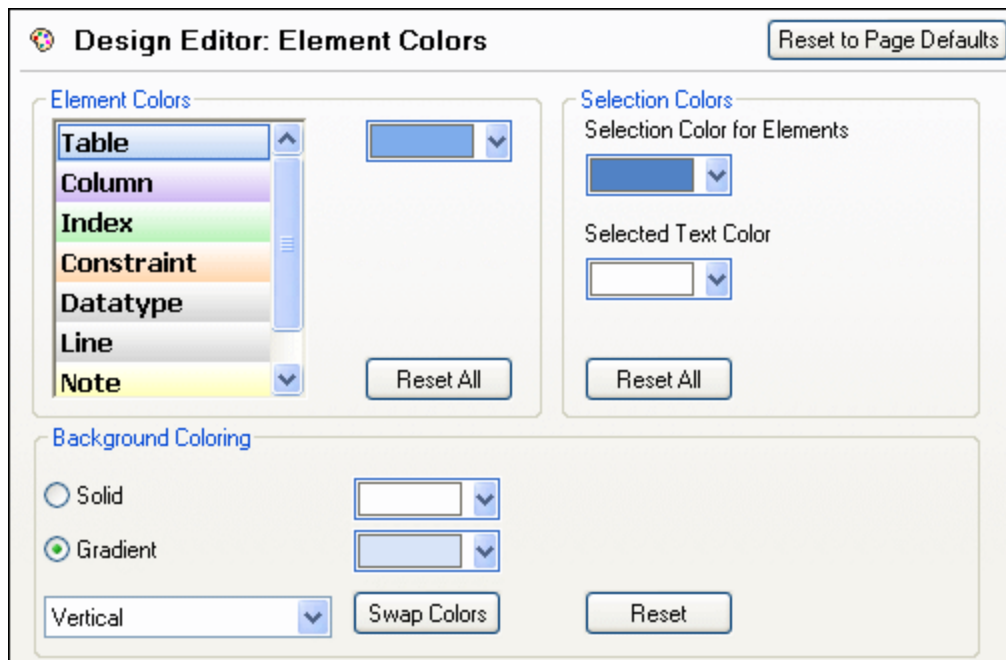 Design Editor: Element Colors
Reset to Page Defaults
Element Colors
Table
Column
Index
Constraint
Datatype
Line
Note
Reset All
Selection Colors
Selection Color for Elements
Selected Text Color
Reset All
Background Coloring
Solid
Gradient
Vertical
Swap Colors
Reset